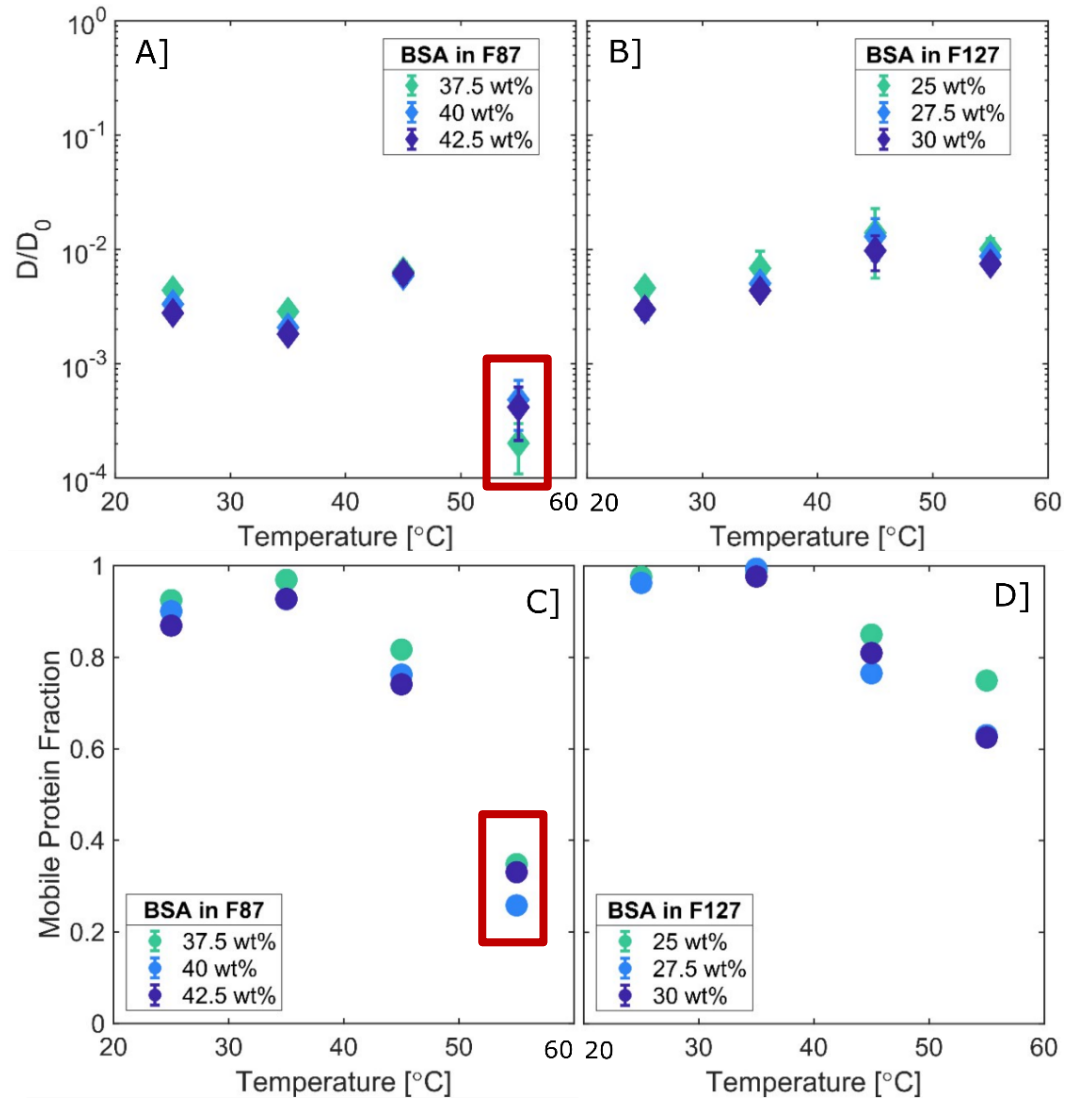 A]
BSA in F87
37.5 wt%
40 wt%
42.5 wt%
B]
BSA in F127
25 wt%
27.5 wt%
30 wt%
10^0
10^-1
10^-2
10^-3
10^-4
D/D_0
20 30 40 50 60
Temperature [°C]
20 30 40 50 60
Temperature [°C]
C]
BSA in F87
37.5 wt%
40 wt%
42.5 wt%
D]
BSA in F127
25 wt%
27.5 wt%
30 wt%
1
0.8
0.6
0.4
0.2
0
Mobile Protein Fraction
20 30 40 50 60
Temperature [°C]
20 30 40 50 60
Temperature [°C]